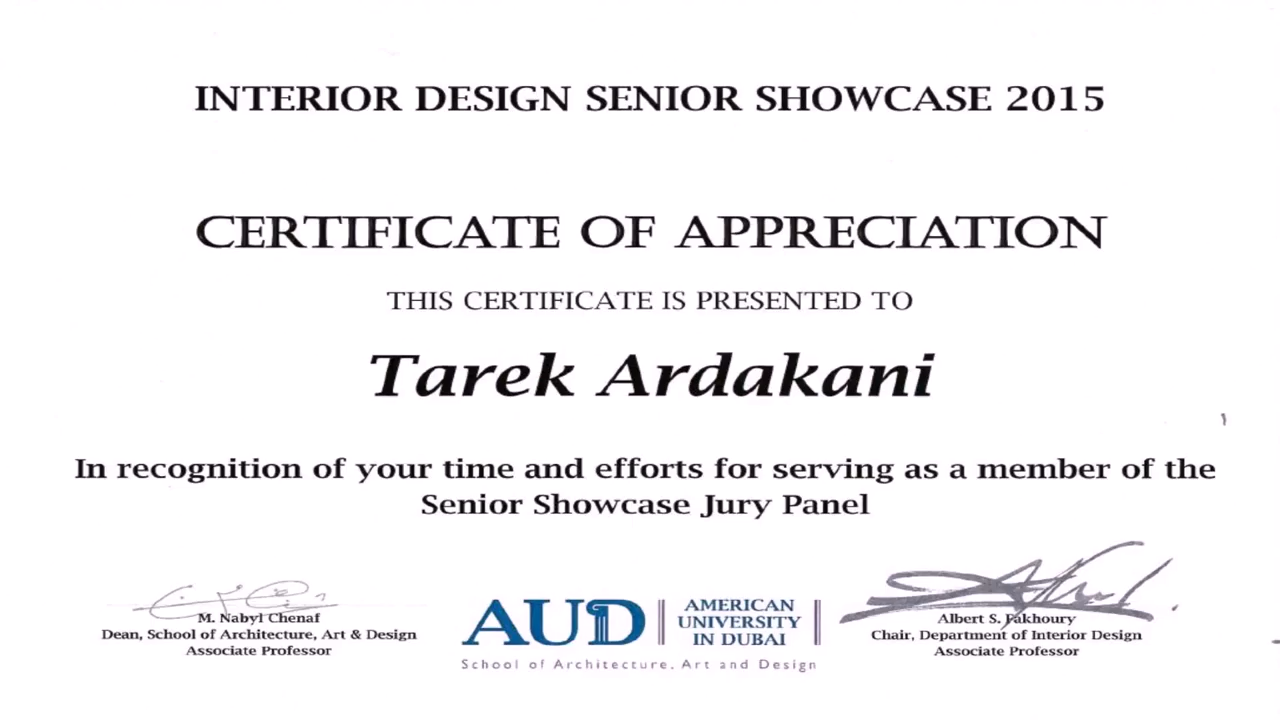 INTERIOR DESIGN SENIOR SHOWCASE 2015
CERTIFICATE OF APPRECIATION
THIS CERTIFICATE IS PRESENTED TO
Tarek Ardakani
In recognition of your time and efforts for serving as a member of the
Senior Showcase Jury Panel
M. Nabyl Chenaf
Dean, School of Architecture, Art & Design
Associate Professor
AUD
AMERICAN
UNIVERSITY
IN DUBAI
School of Architecture, Art and Design
Albert S. Fakhoury
Chair, Department of Interior Design
Associate Professor